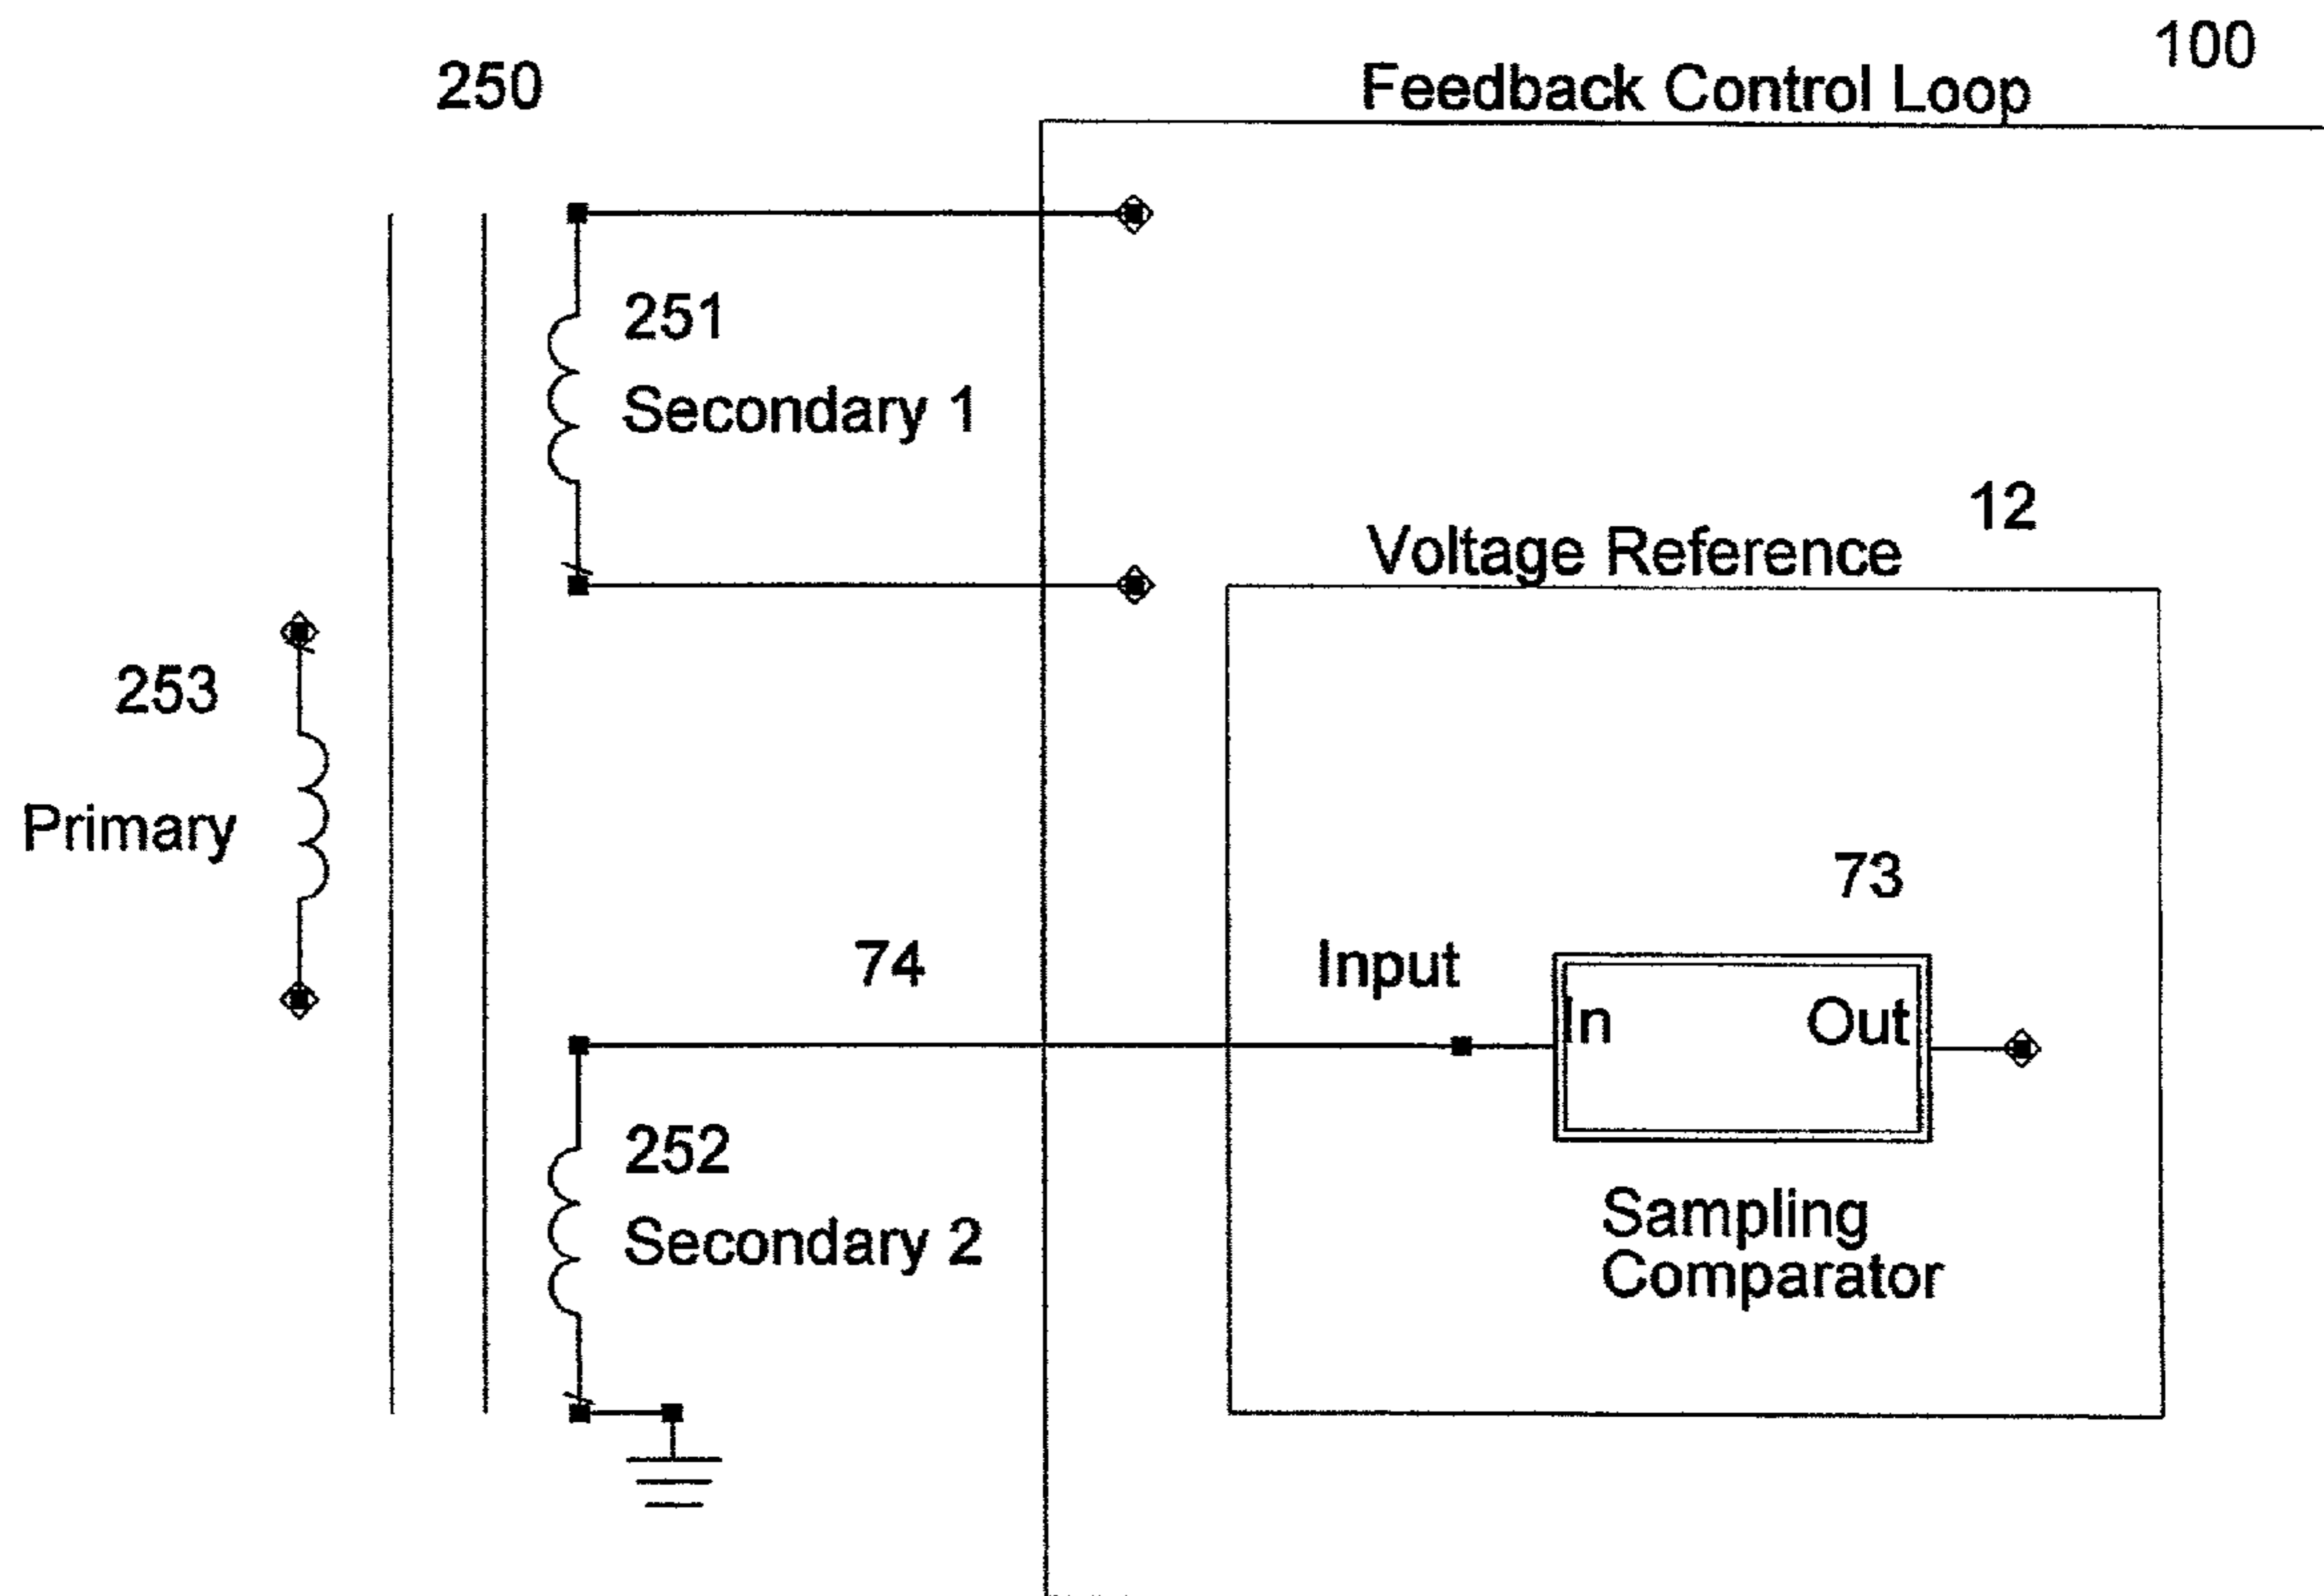 100
Feedback Control Loop
250
251
Secondary 1
12
Voltage Reference
253
Primary
73
74
Input
In
Out
252
Secondary 2
Sampling
Comparator